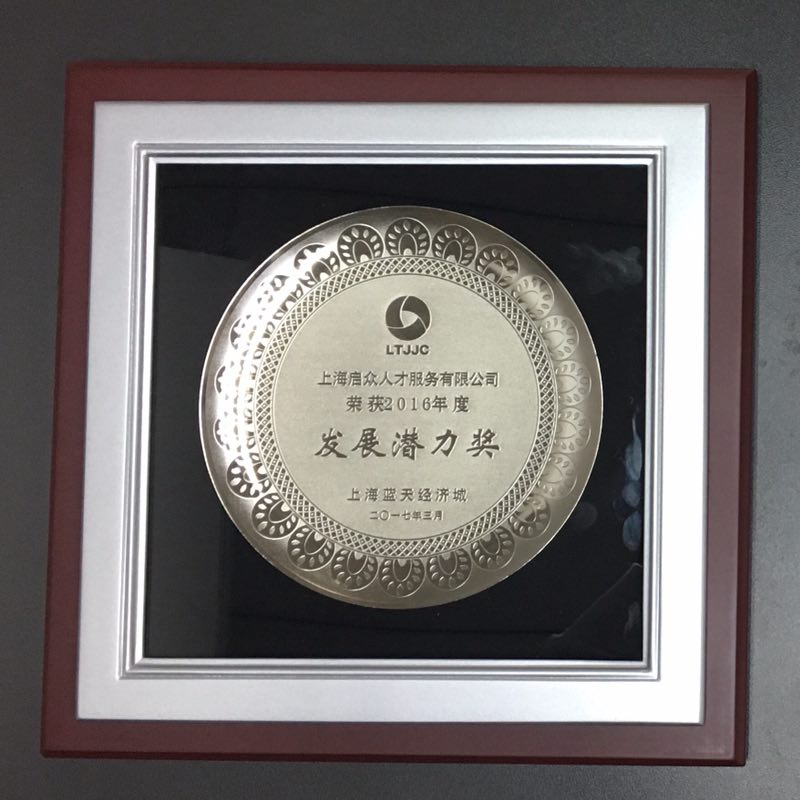 LTJJC
上海启众人才服务有限公司
荣获2016年度
发展潜力奖
上海蓝天经济城
二〇一七年三月